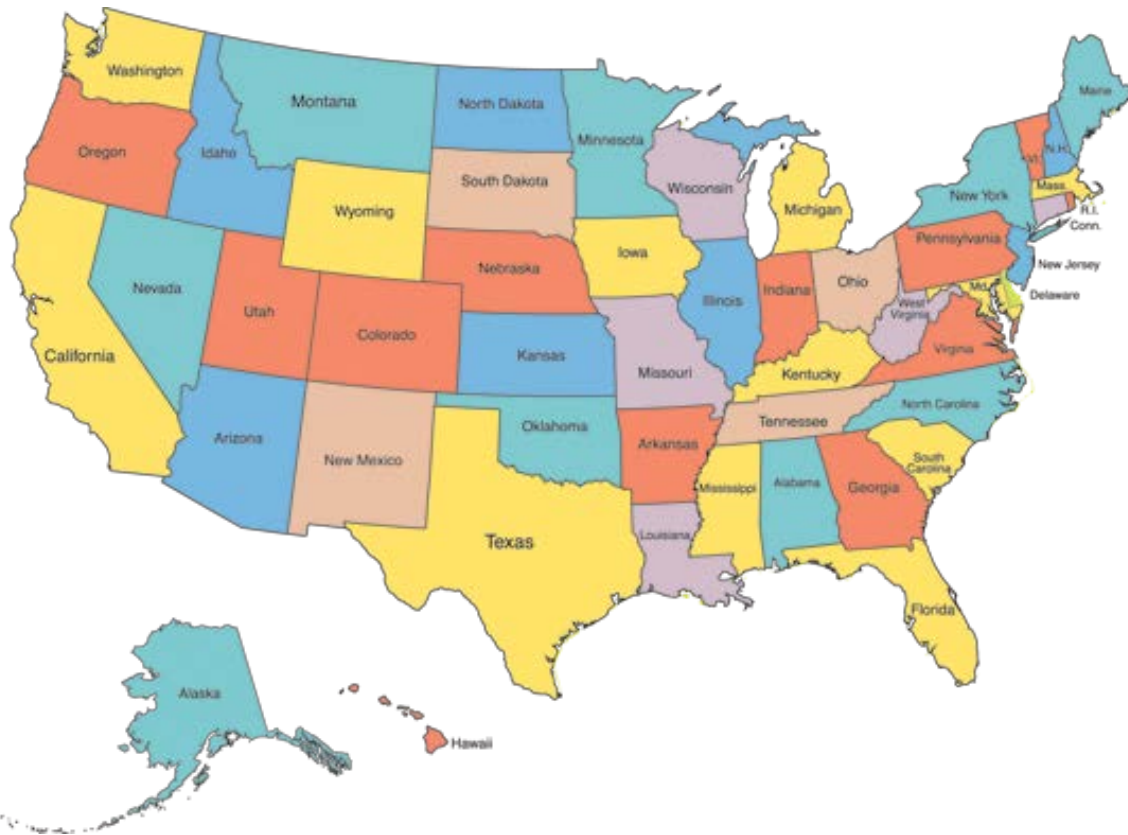 Washington
Montana
North Dakota
Minnesota
Maine
Oregon
Idaho
Wyoming
South Dakota
Wisconsin
Michigan
New York
Vt.
N.H.
Mass.
R.I.
Conn.
Nevada
Utah
Colorado
Nebraska
Iowa
Illinois
Indiana
Ohio
Pennsylvania
New Jersey
Md.
Delaware
California
Arizona
New Mexico
Kansas
Missouri
Kentucky
West
Virginia
Virginia
Oklahoma
Arkansas
Tennessee
North Carolina
Texas
Louisiana
Mississippi
Alabama
Georgia
South
Carolina
Florida
Alaska
Hawaii